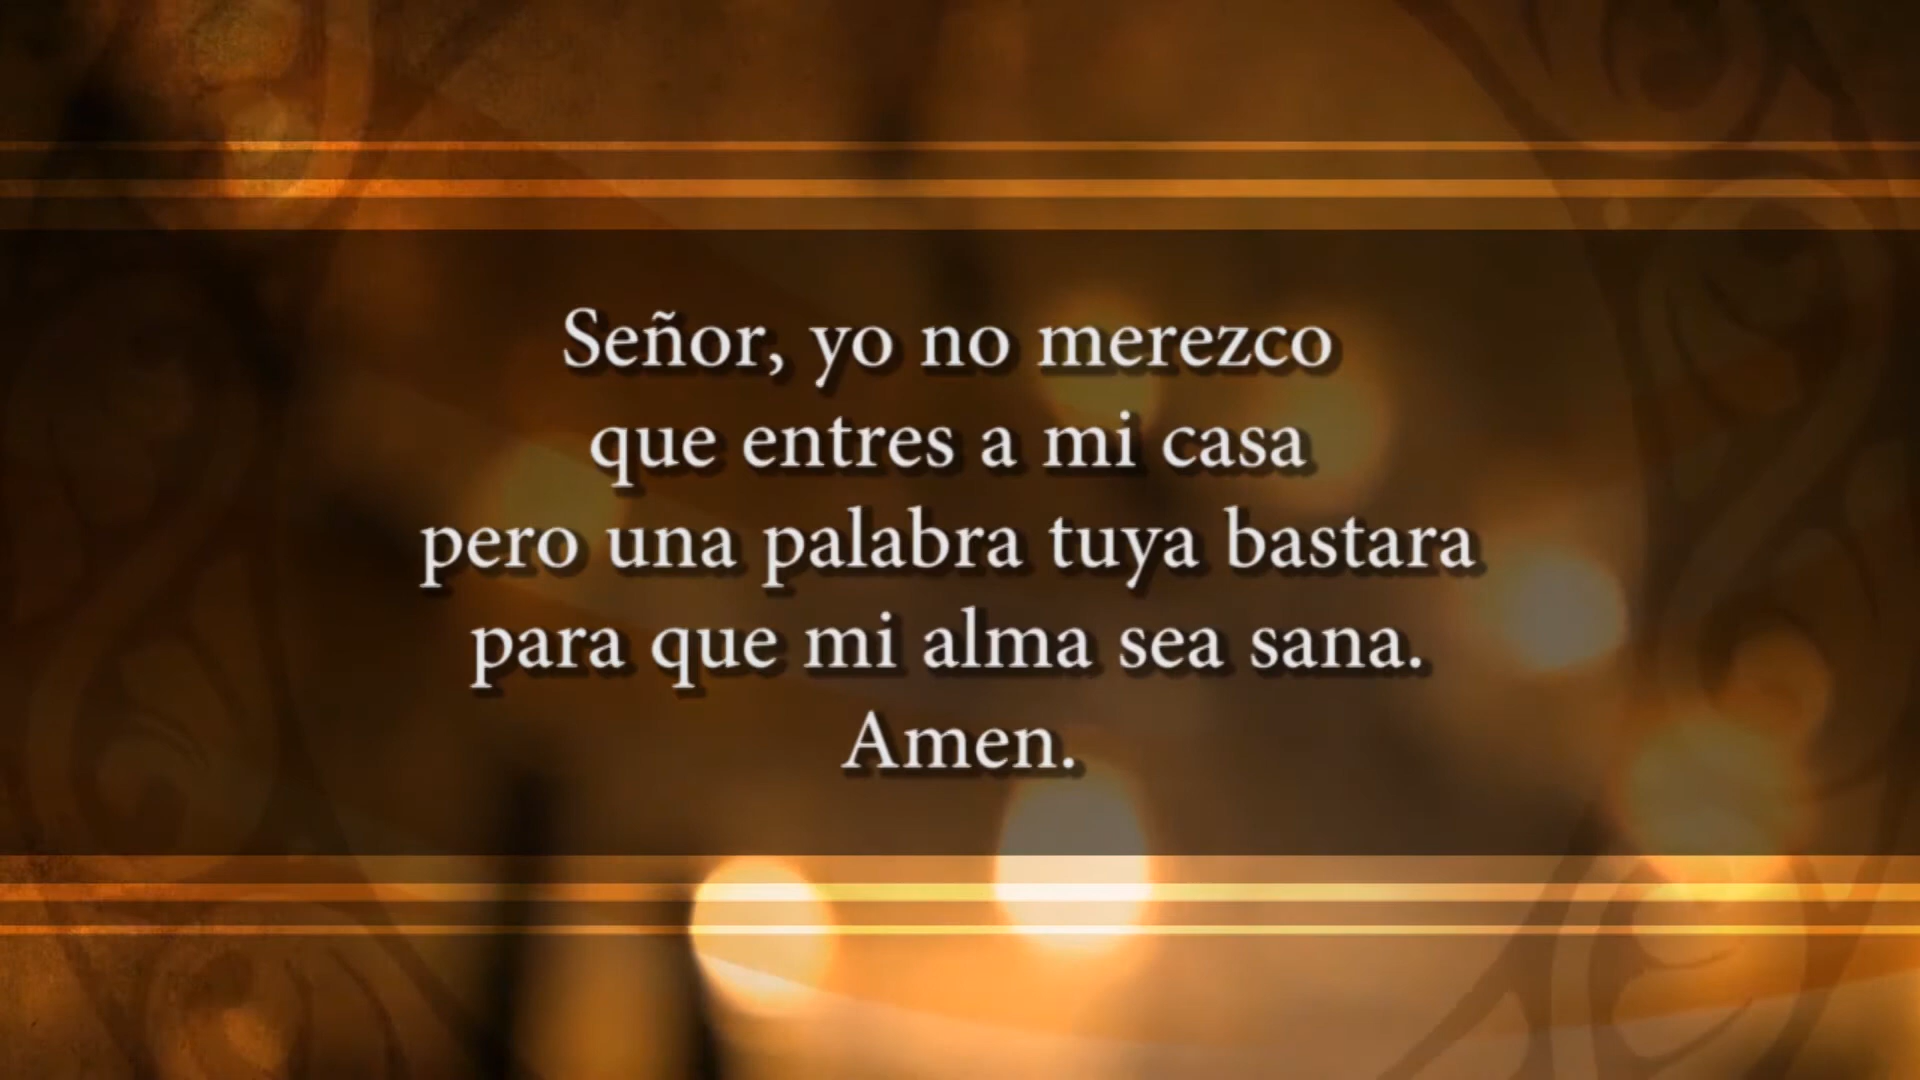 Señor, yo no merezco
que entres a mi casa
pero una palabra tuya bastara
para que mi alma sea sana.
Amen.